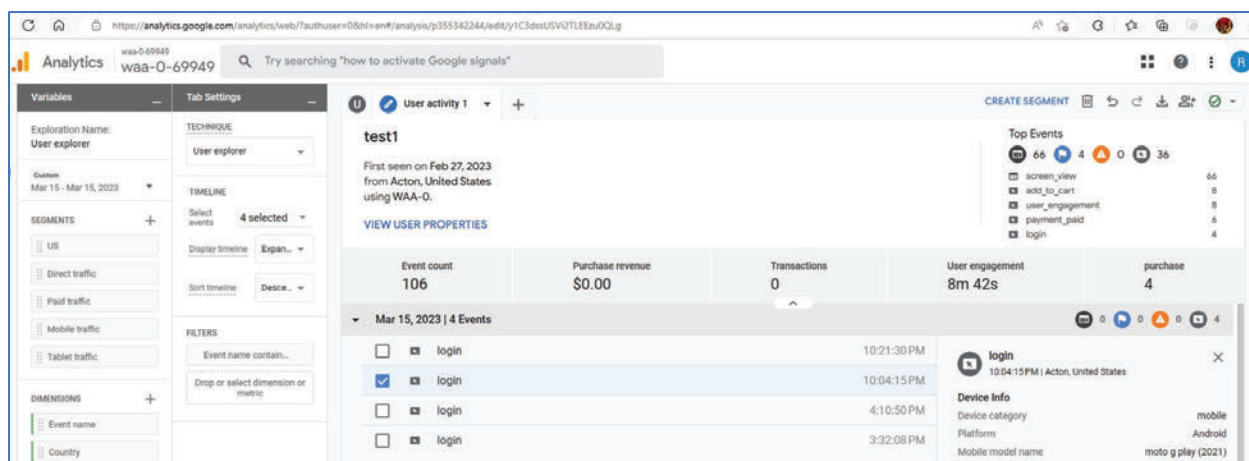 https://analytics.google.com/analytics/web/?authuser=0&hl=en#/analysis/p355342244/edit/y1C3dssUSVi2TLEEzu0QLg
Analytics
waa-0-69949
waa-0-69949
Try searching "how to activate Google signals"
R
Variables
Exploration Name:
User explorer
Custom
Mar 15 - Mar 15, 2023
SEGMENTS
US
Direct traffic
Paid traffic
Mobile traffic
Tablet traffic
DIMENSIONS
Event name
Country
Tab Settings
TECHNIQUE
User explorer
TIMELINE
Select events 4 selected
Display timeline Expan...
Sort timeline Desce...
FILTERS
Event name contain...
Drop or select dimension or
metric
U User activity 1
CREATE SEGMENT
test1
First seen on Feb 27, 2023
from Acton, United States
using WAA-0.
VIEW USER PROPERTIES
Top Events
66 4 0 36
screen_view 66
add_to_cart 8
user_engagement 8
payment_paid 6
login 4
Event count Purchase revenue Transactions User engagement purchase
106 $0.00 0 8m 42s 4
Mar 15, 2023 | 4 Events 0 0 0 4
login 10:21:30 PM
login 10:04:15 PM
login 4:10:50 PM
login 3:32:08 PM
login
10:04:15 PM | Acton, United States
Device Info
Device category mobile
Platform Android
Mobile model name moto g play (2021)